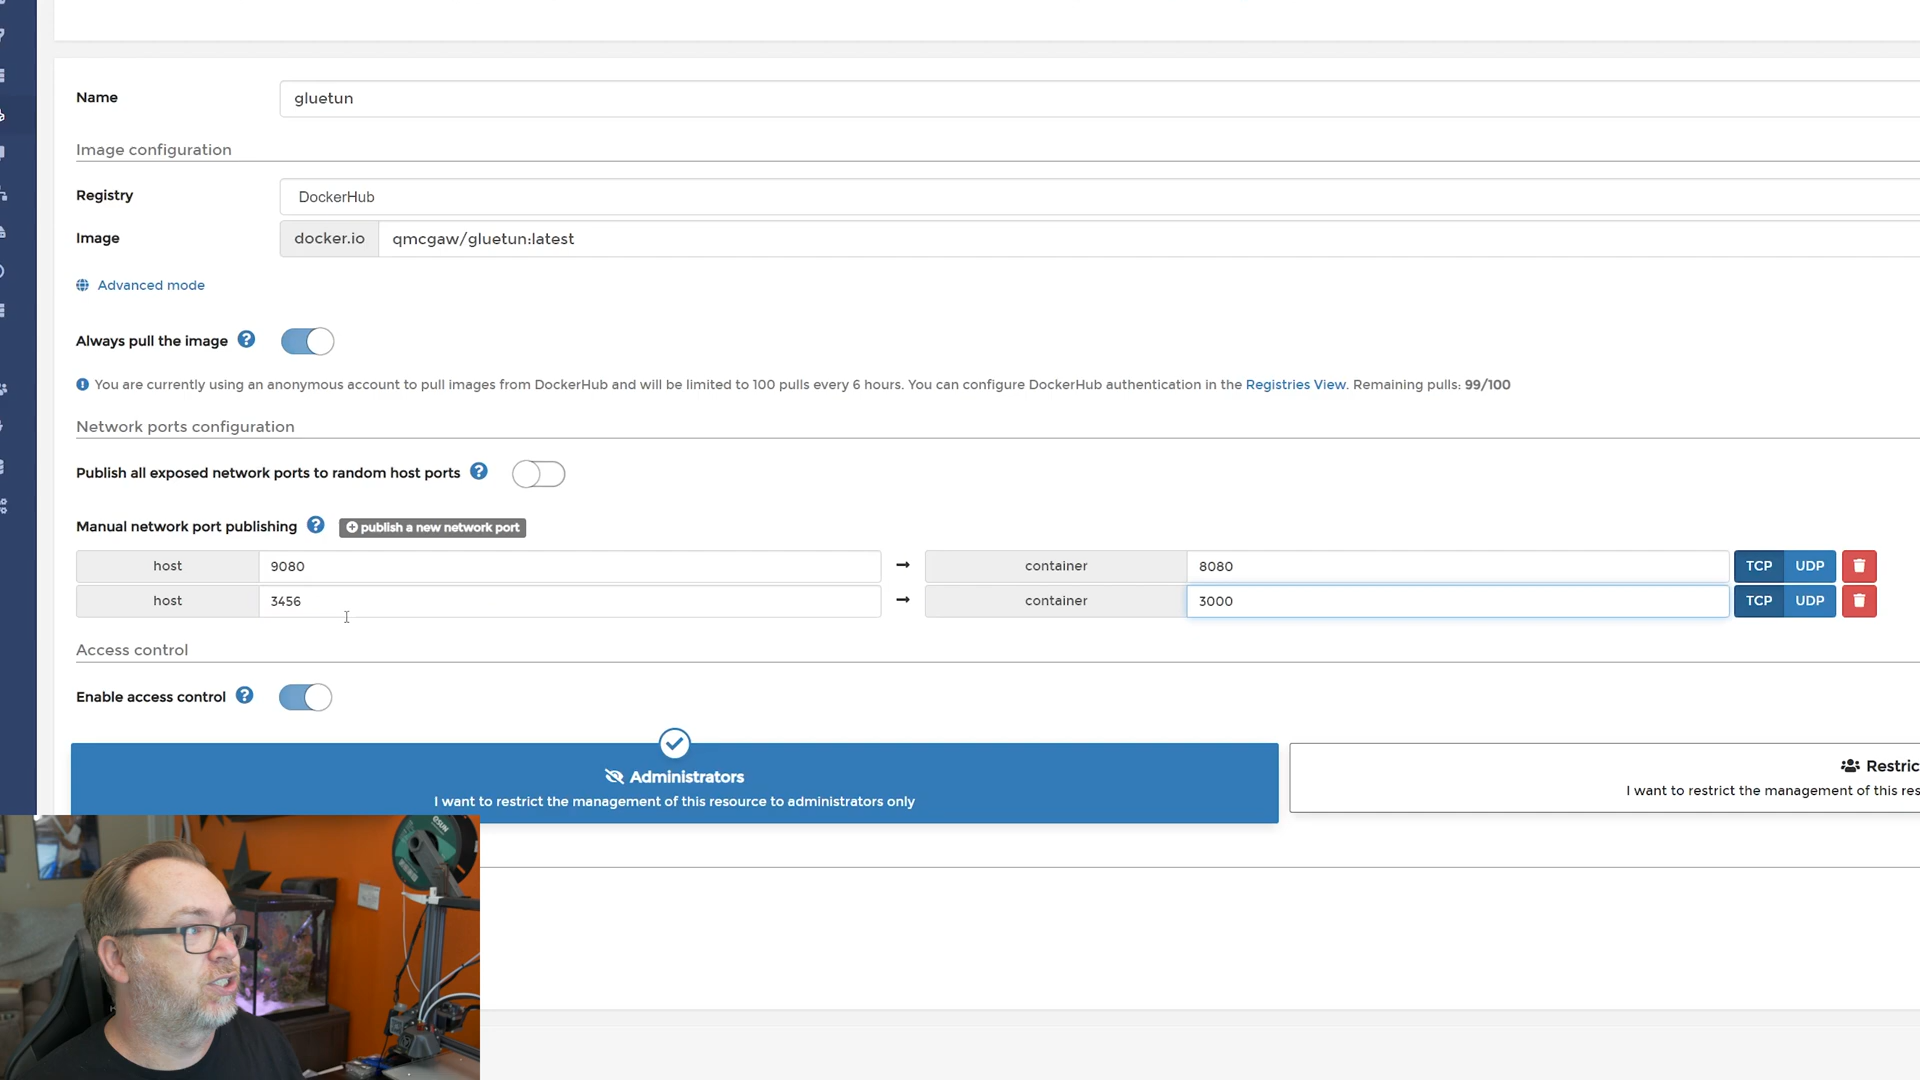 Name
gluetun
Image configuration
Registry
DockerHub
Image
docker.io
qmcgaw/gluetun:latest
Advanced mode
Always pull the image
You are currently using an anonymous account to pull images from DockerHub and will be limited to 100 pulls every 6 hours. You can configure DockerHub authentication in the Registries View. Remaining pulls: 99/100
Network ports configuration
Publish all exposed network ports to random host ports
Manual network port publishing
publish a new network port
host 9080 → container 8080 TCP UDP
host 3456 → container 3000 TCP UDP
Access control
Enable access control
Administrators
I want to restrict the management of this resource to administrators only
Restric
I want to restrict the management of this res